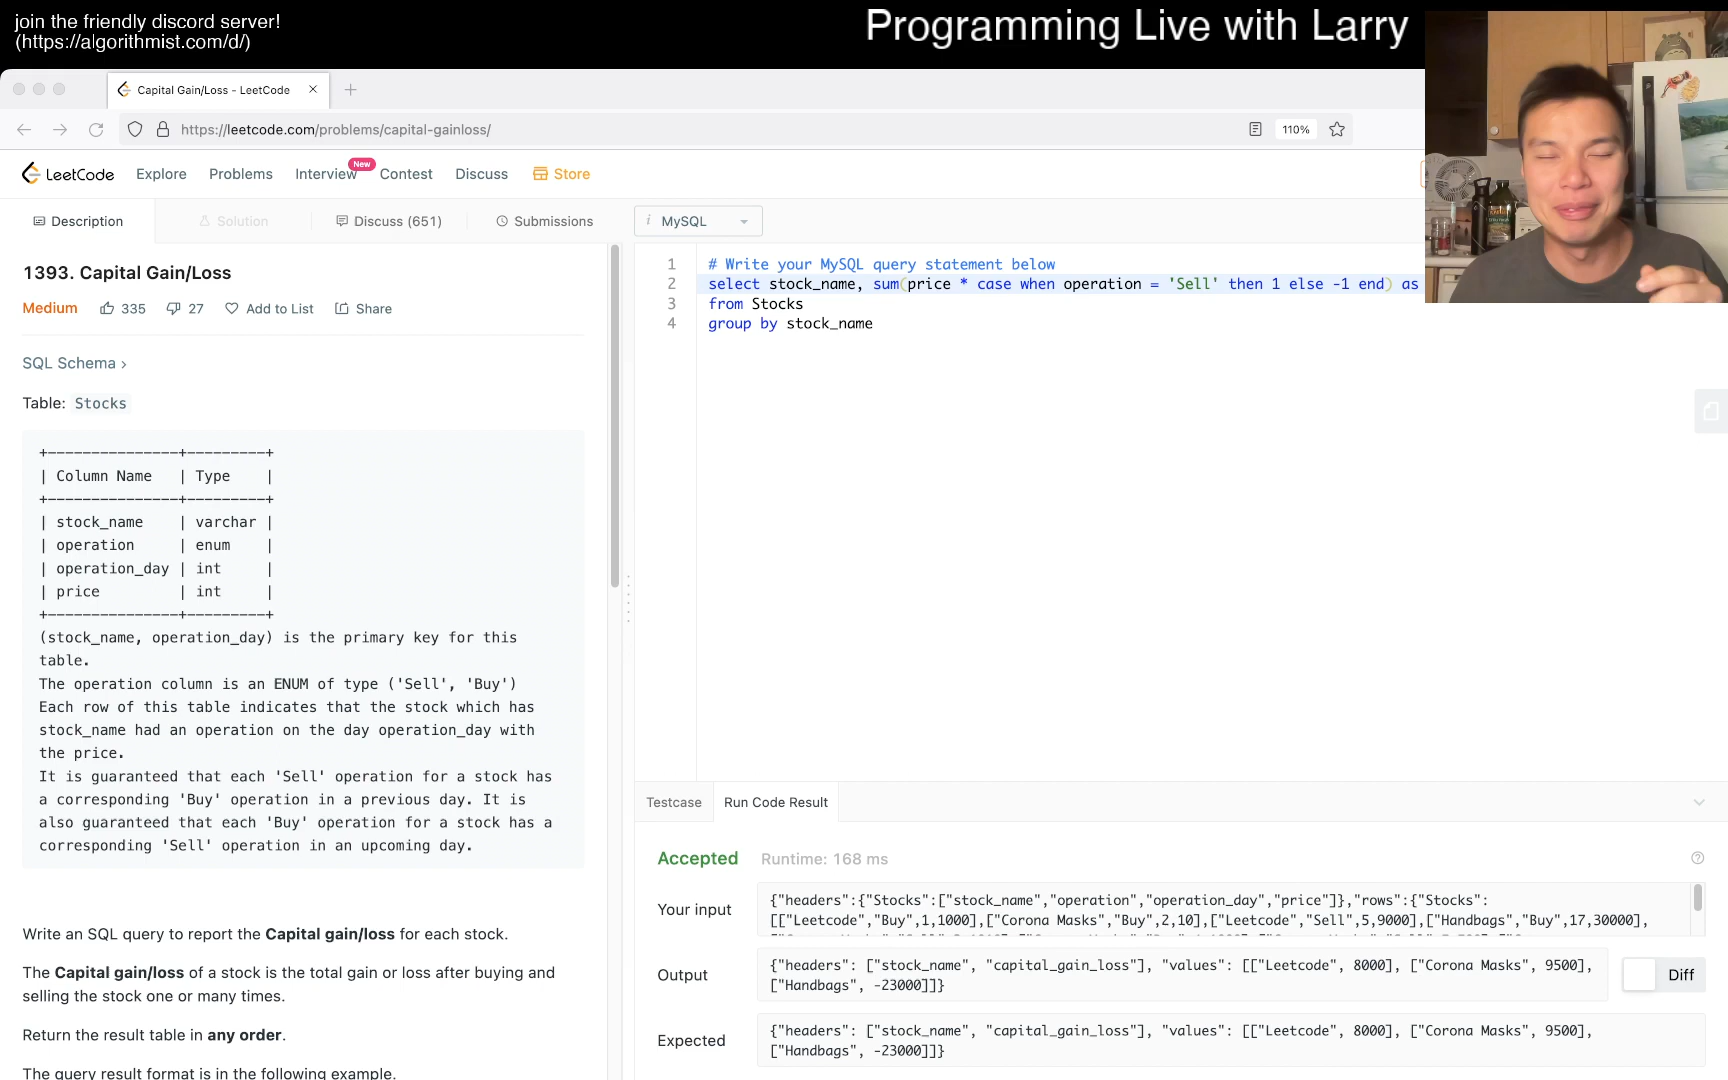 join the friendly discord server!
(https://algorithmist.com/d/)
Programming Live with Larry
Capital Gain/Loss - LeetCode
https://leetcode.com/problems/capital-gainloss/
110%
LeetCode
Explore
Problems
Interview
New
Contest
Discuss
Store
Description
Solution
Discuss (651)
Submissions
i MySQL
1393. Capital Gain/Loss
Medium
335
27
Add to List
Share
SQL Schema >
Table: Stocks
+---------------+---------+
| Column Name   | Type    |
+---------------+---------+
| stock_name    | varchar |
| operation     | enum    |
| operation_day | int     |
| price         | int     |
+---------------+---------+
(stock_name, operation_day) is the primary key for this
table.
The operation column is an ENUM of type ('Sell', 'Buy')
Each row of this table indicates that the stock which has
stock_name had an operation on the day operation_day with
the price.
It is guaranteed that each 'Sell' operation for a stock has
a corresponding 'Buy' operation in a previous day. It is
also guaranteed that each 'Buy' operation for a stock has a
corresponding 'Sell' operation in an upcoming day.
Write an SQL query to report the Capital gain/loss for each stock.
The Capital gain/loss of a stock is the total gain or loss after buying and
selling the stock one or many times.
Return the result table in any order.
The query result format is in the following example.
1 # Write your MySQL query statement below
2 select stock_name, sum(price * case when operation = 'Sell' then 1 else -1 end) as
3 from Stocks
4 group by stock_name
Testcase
Run Code Result
Accepted
Runtime: 168 ms
Your input
{"headers":{"Stocks":["stock_name","operation","operation_day","price"]},"rows":{"Stocks":
[["Leetcode","Buy",1,1000],["Corona Masks","Buy",2,10],["Leetcode","Sell",5,9000],["Handbags","Buy",17,30000],
Output
{"headers": ["stock_name", "capital_gain_loss"], "values": [["Leetcode", 8000], ["Corona Masks", 9500],
["Handbags", -23000]]}
Diff
Expected
{"headers": ["stock_name", "capital_gain_loss"], "values": [["Leetcode", 8000], ["Corona Masks", 9500],
["Handbags", -23000]]}